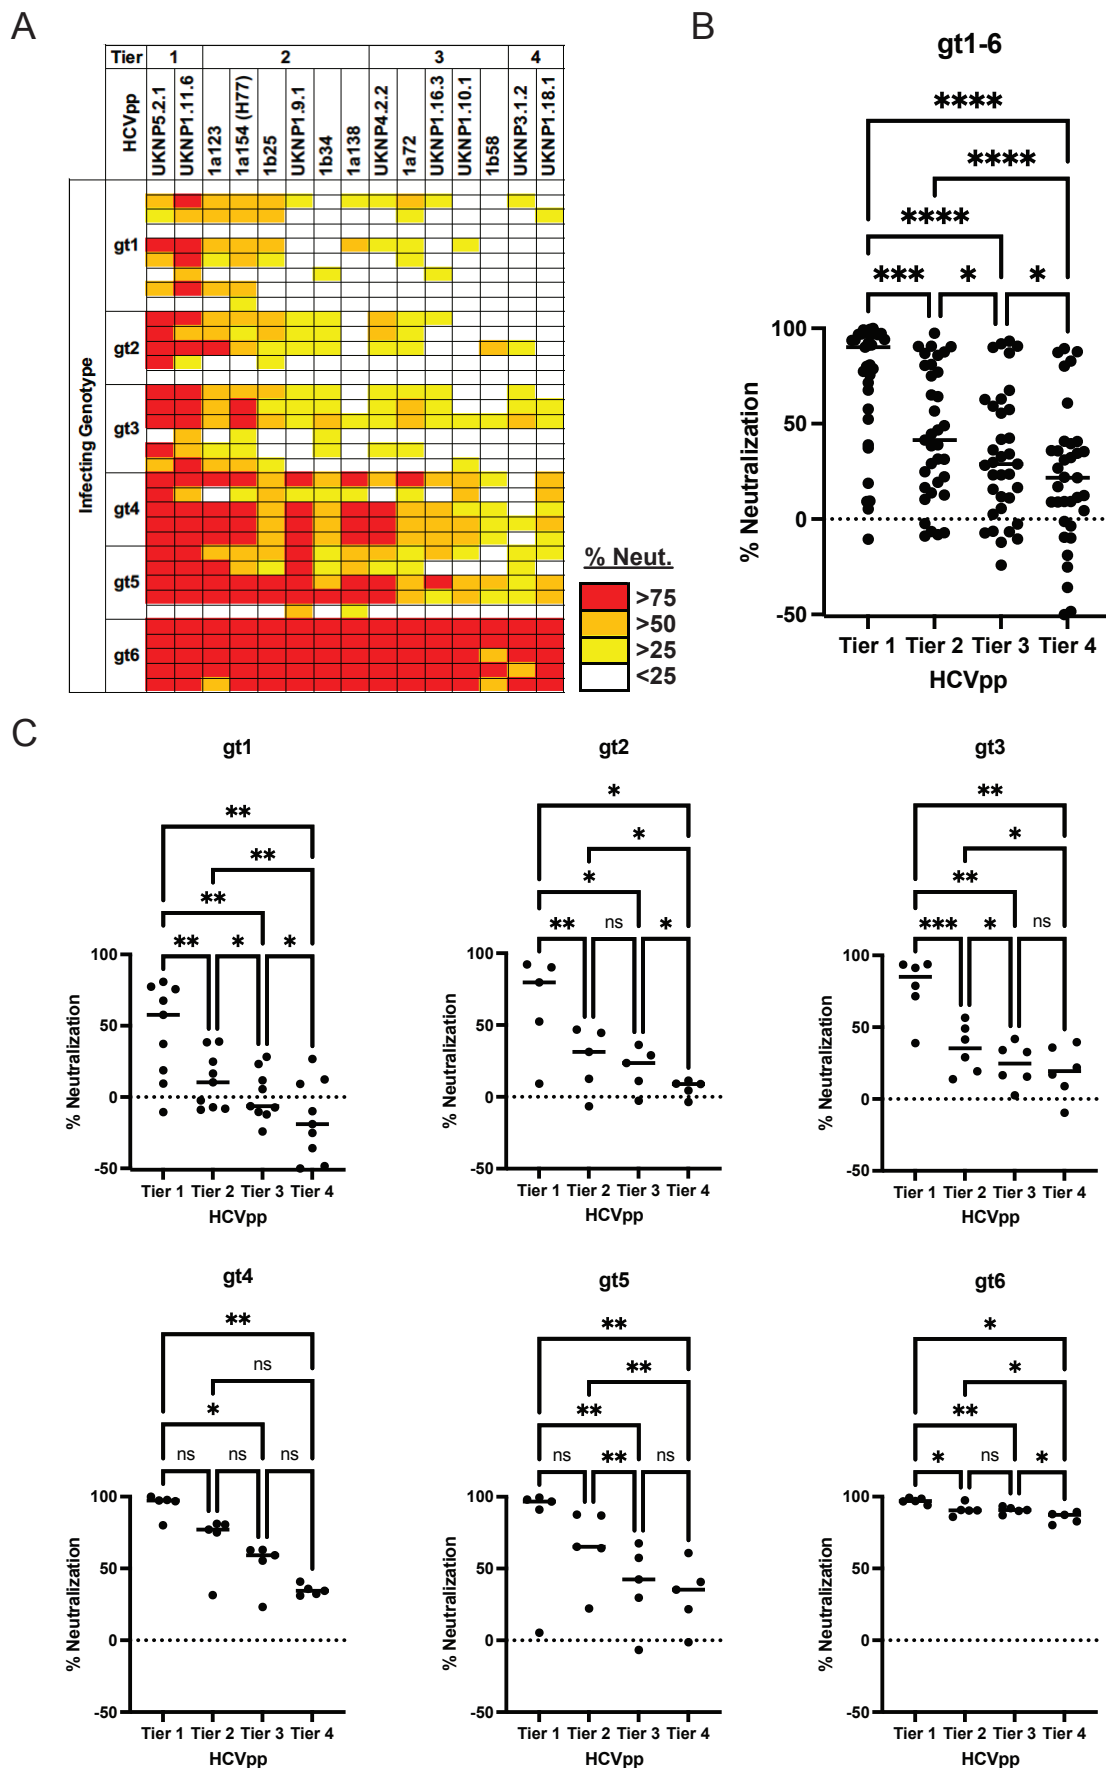 A
Tier 1 2 3 4
HCVpp UKNP5.2.1 UKNP1.11.6 1a123 1a154 (H77) 1b25 UKNP1.9.1 1b34 1a138 UKNP4.2.2 1a72 UKNP1.16.3 UKNP1.10.1 1b58 UKNP3.1.2 UKNP1.18.1
Infecting Genotype
gt1
gt2
gt3
gt4
gt5
gt6
% Neut.
>75
>50
>25
<25
B
gt1-6
****
****
****
*** * *
100
50
0
-50
% Neutralization
Tier 1 Tier 2 Tier 3 Tier 4
HCVpp
C
gt1
**
**
**
** * *
100
50
0
-50
% Neutralization
Tier 1 Tier 2 Tier 3 Tier 4
HCVpp
gt2
*
*
*
** ns *
100
50
0
-50
% Neutralization
Tier 1 Tier 2 Tier 3 Tier 4
HCVpp
gt3
**
*
**
*** * ns
100
50
0
-50
% Neutralization
Tier 1 Tier 2 Tier 3 Tier 4
HCVpp
gt4
**
ns
*
ns ns ns
100
50
0
-50
% Neutralization
Tier 1 Tier 2 Tier 3 Tier 4
HCVpp
gt5
**
**
**
ns ** ns
100
50
0
-50
% Neutralization
Tier 1 Tier 2 Tier 3 Tier 4
HCVpp
gt6
*
*
**
* ns *
100
50
0
-50
% Neutralization
Tier 1 Tier 2 Tier 3 Tier 4
HCVpp